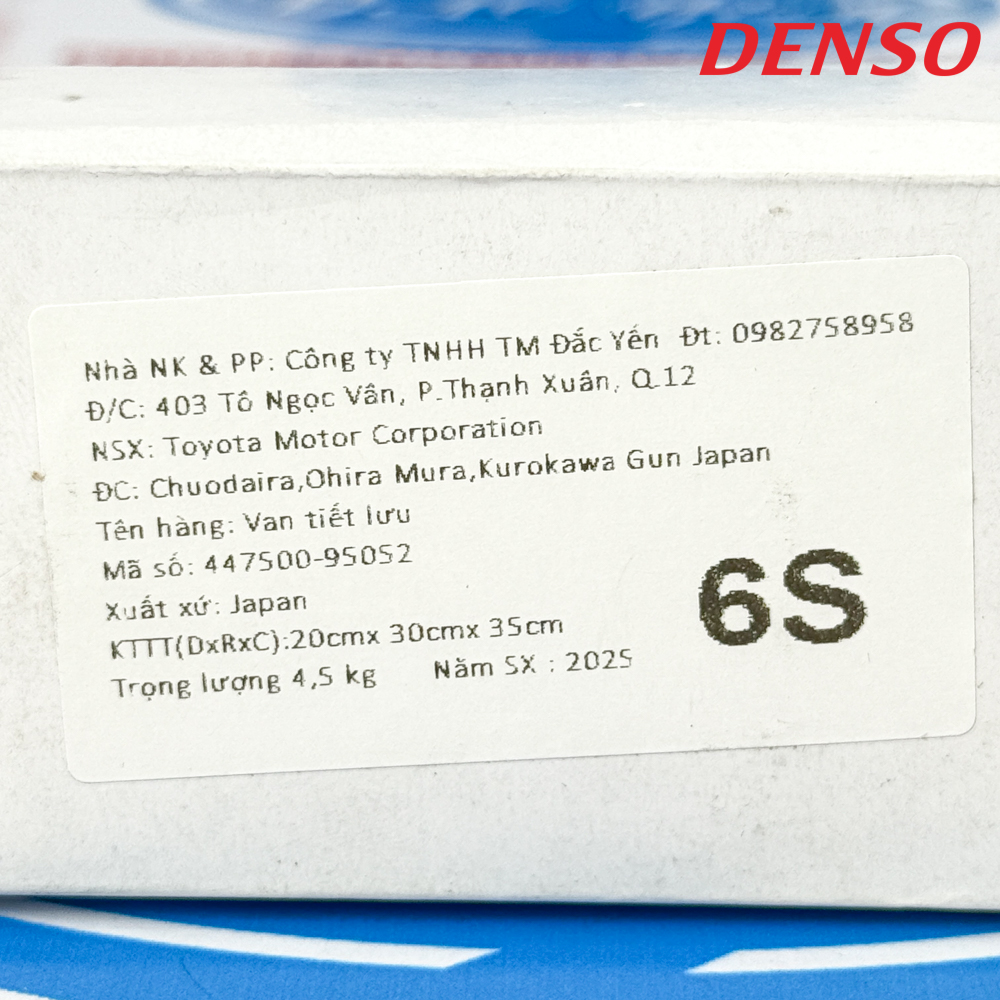 DENSO
Nhà NK & PP: Công ty TNHH TM Đắc Yến Đt: 0982758958
Đ/C: 403 Tô Ngọc Vân, P.Thạnh Xuân, Q.12
NSX: Toyota Motor Corporation
ĐC: Chuodaira,Ohira Mura,Kurokawa Gun Japan
Tên hàng: Van tiết lưu
Mã số: 447500-95052
Xuất xứ: Japan
KTTT(DxRxC):20cmx 30cmx 35cm
Trọng lượng 4,5 kg Năm SX : 2025
6S